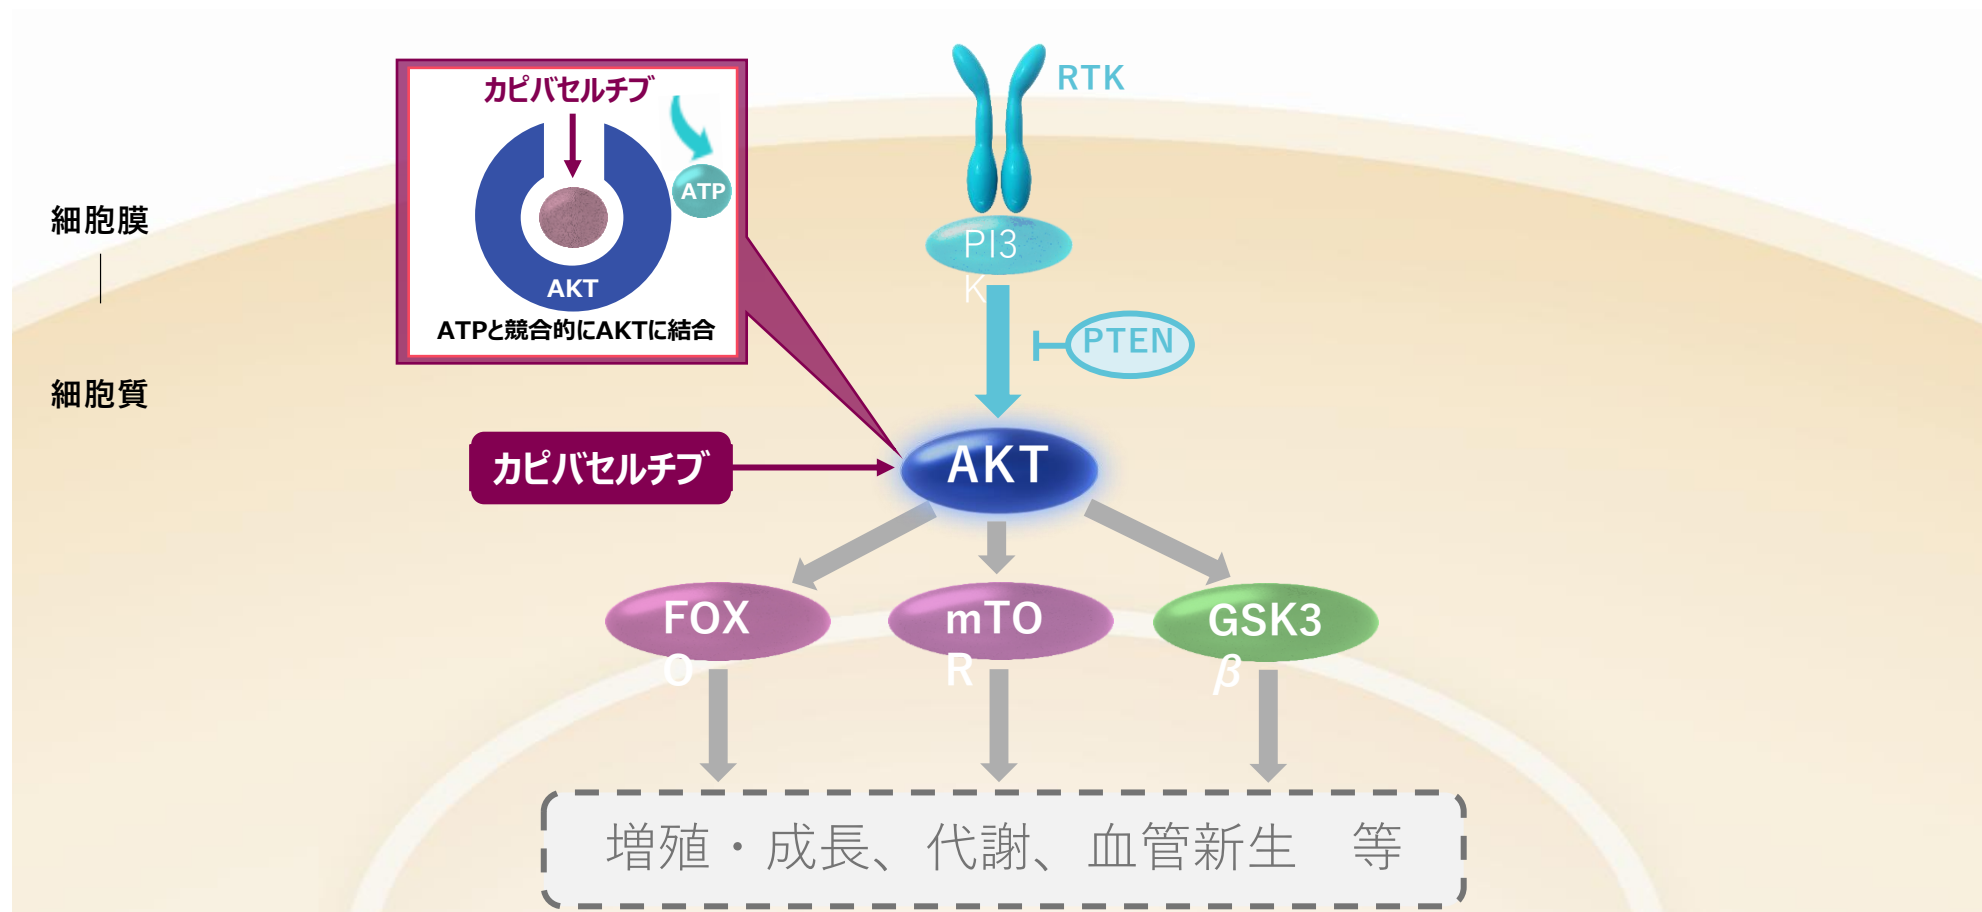 カピバセルチブ
ATP
AKT
ATPと競合的にAKTに結合
RTK
細胞膜
PI3
K
PTEN
細胞質
カピバセルチブ
AKT
FOX
O
mTO
R
GSK3
β
増殖・成長、代謝、血管新生　等